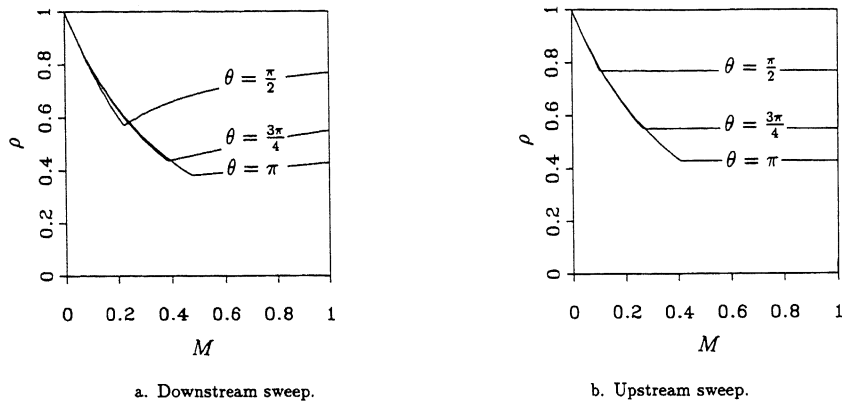 1
0.8
0.6
0.4
0.2
0
ρ
θ = π/2
θ = 3π/4
θ = π
0 0.2 0.4 0.6 0.8 1
M
a. Downstream sweep.
1
0.8
0.6
0.4
0.2
0
ρ
θ = π/2
θ = 3π/4
θ = π
0 0.2 0.4 0.6 0.8 1
M
b. Upstream sweep.